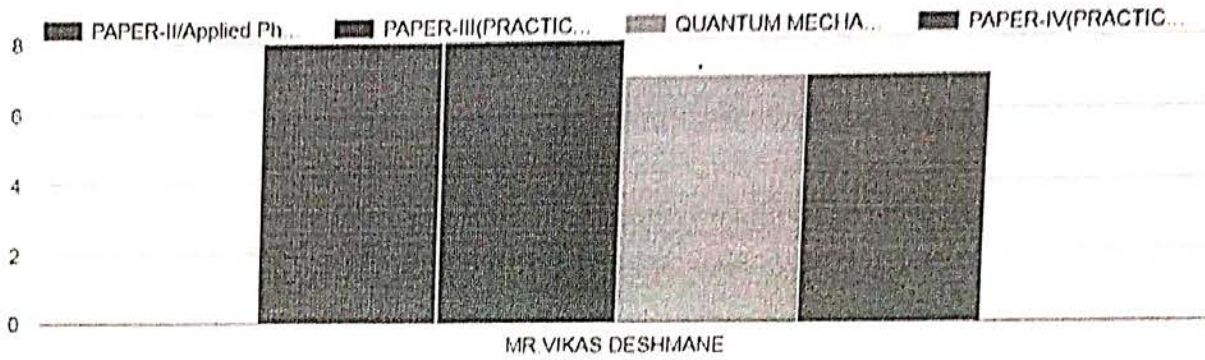 PAPER-II/Applied Ph... PAPER-III(PRACTIC... QUANTUM MECHA... PAPER-IV(PRACTIC...
8
6
4
2
0
MR.VIKAS DESHMANE